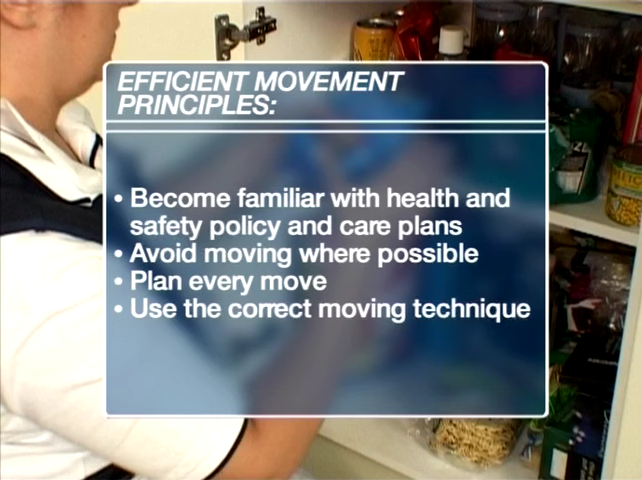 EFFICIENT MOVEMENT
PRINCIPLES:
• Become familiar with health and
safety policy and care plans
• Avoid moving where possible
• Plan every move
• Use the correct moving technique